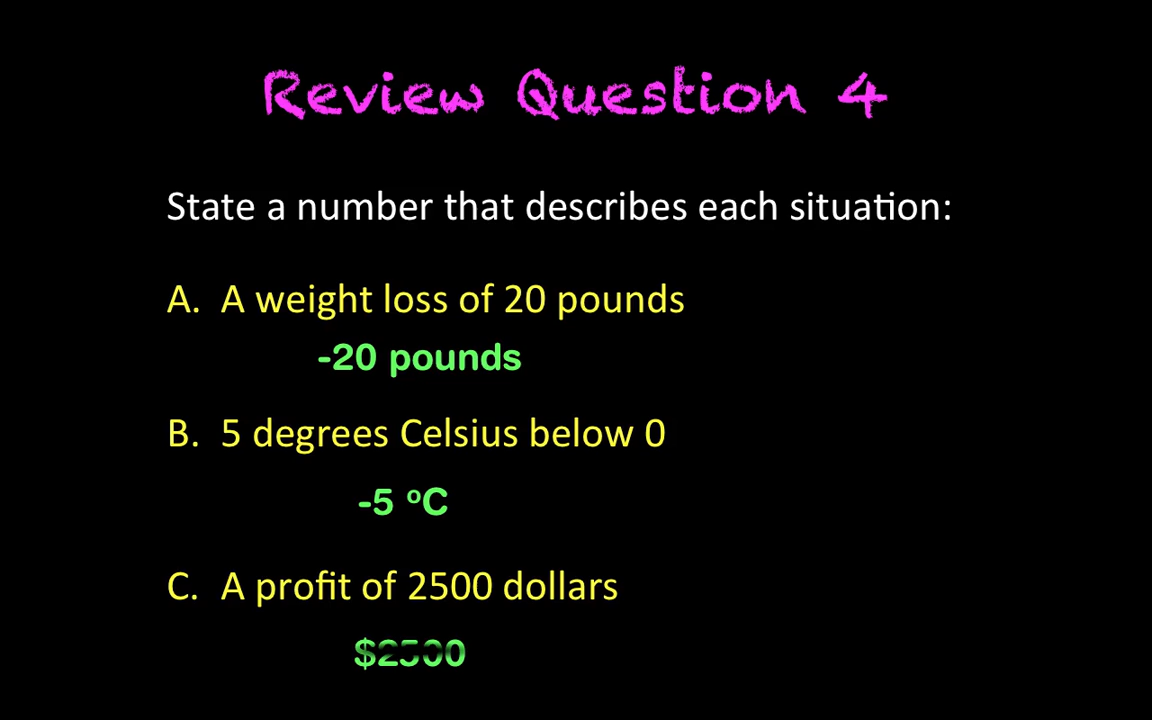 Review Question 4
State a number that describes each situation:
A. A weight loss of 20 pounds
-20 pounds
B. 5 degrees Celsius below 0
-5 ºC
C. A profit of 2500 dollars
$2500